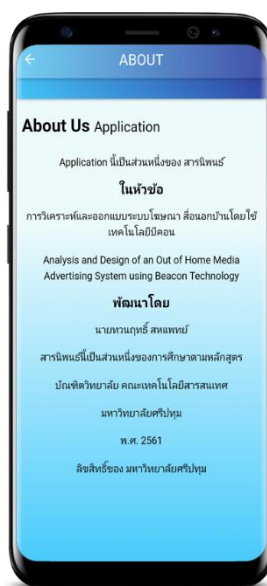 ABOUT
About Us Application
Application นี้เป็นส่วนหนึ่งของ สารนิพนธ์
ในหัวข้อ
การวิเคราะห์และออกแบบระบบโฆษณา สื่อนอกบ้านโดยใช้
เทคโนโลยีบีคอน
Analysis and Design of an Out of Home Media
Advertising System using Beacon Technology
พัฒนาโดย
นายทวนฤทธิ์ สหแพทย์
สารนิพนธ์นี้เป็นส่วนหนึ่งของการศึกษาตามหลักสูตร
บัณฑิตวิทยาลัย คณะเทคโนโลยีสารสนเทศ
มหาวิทยาลัยศรีปทุม
พ.ศ. 2561
ลิขสิทธิ์ของ มหาวิทยาลัยศรีปทุม